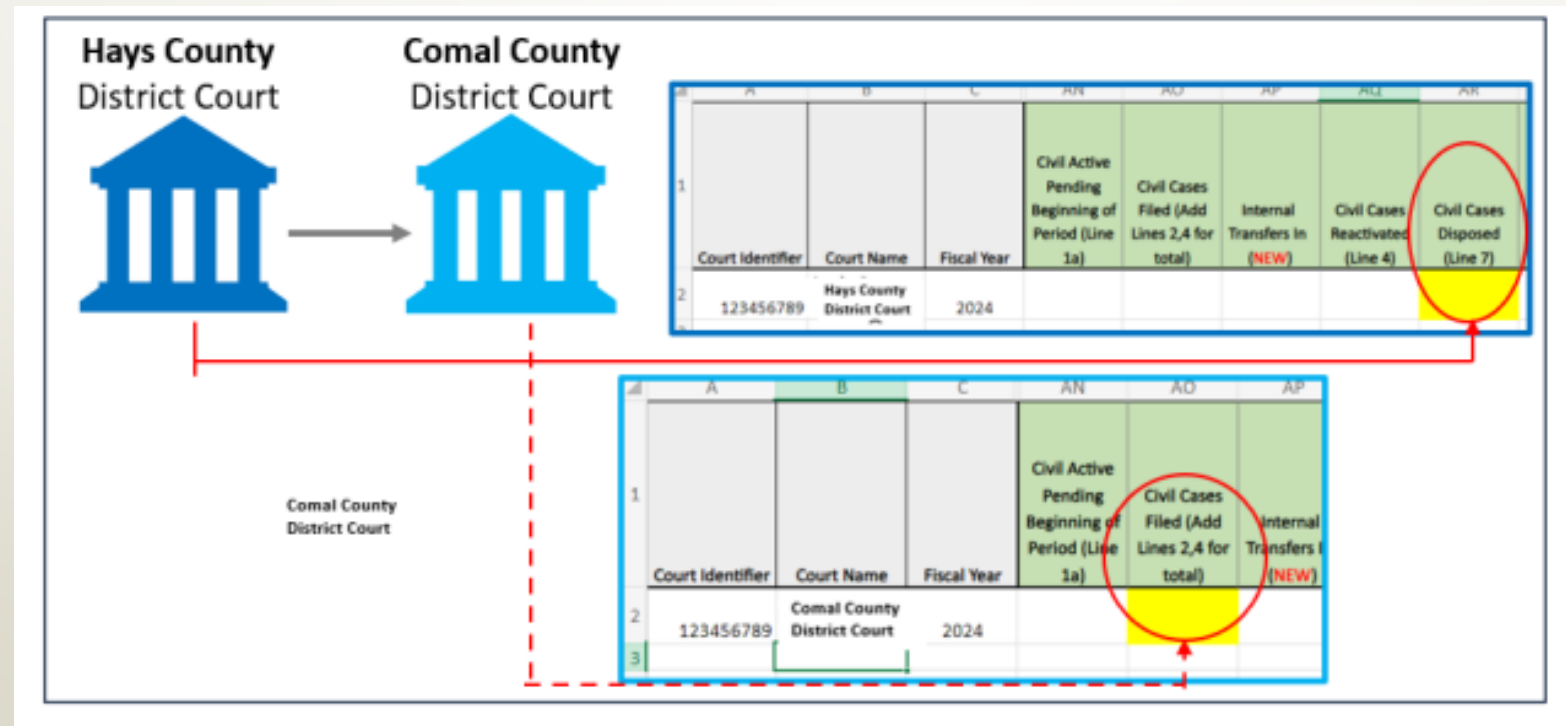 Hays County
District Court
Comal County
District Court
A B C AN AO AP AQ AR
1
Court Identifier
Court Name
Fiscal Year
Civil Active
Pending
Beginning of
Period (Line
1a)
Civil Cases
Filed (Add
Lines 2,4 for
total)
Internal
Transfers In
(NEW)
Civil Cases
Reactivated
(Line 4)
Civil Cases
Disposed
(Line 7)
2
123456789
Hays County
District Court
2024
A B C AN AO AP
1
Court Identifier
Court Name
Fiscal Year
Civil Active
Pending
Beginning of
Period (Line
1a)
Civil Cases
Filed (Add
Lines 2,4 for
total)
Internal
Transfers I
(NEW)
2
123456789
Comal County
District Court
2024
3
Comal County
District Court